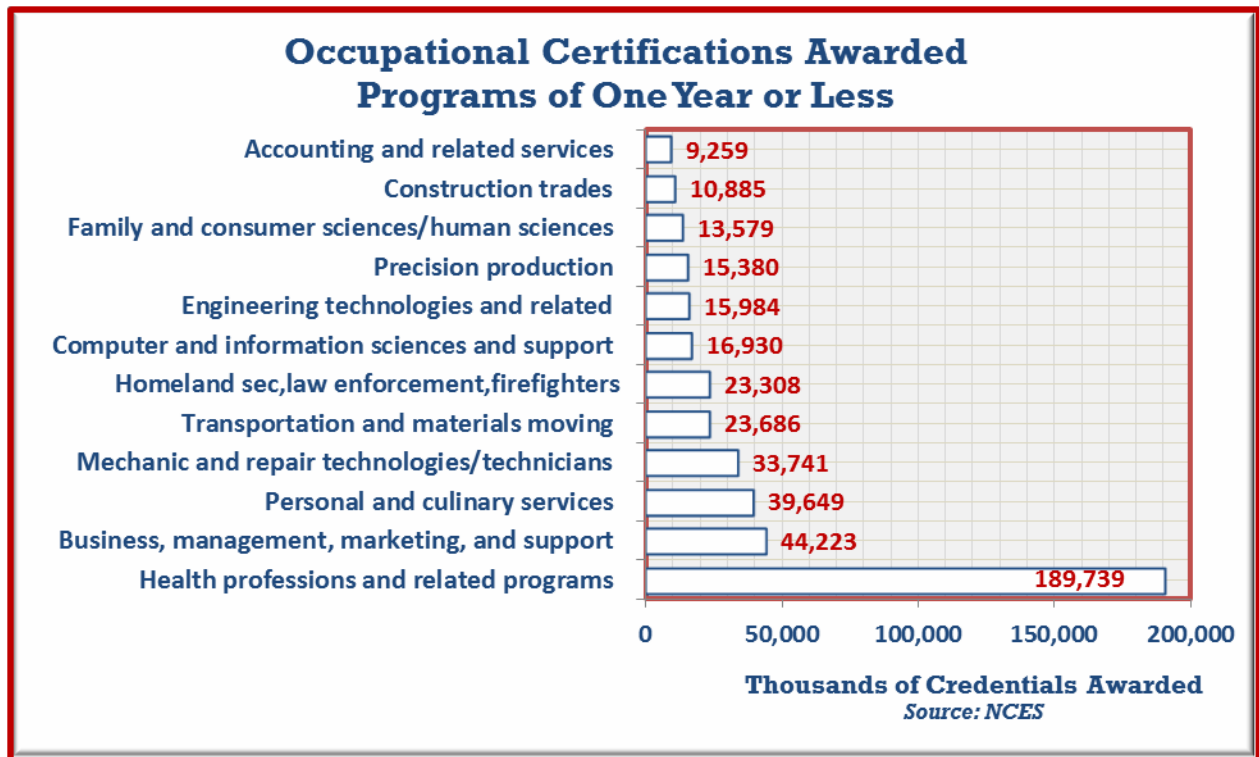 Occupational Certifications Awarded
Programs of One Year or Less
Accounting and related services 9,259
Construction trades 10,885
Family and consumer sciences/human sciences 13,579
Precision production 15,380
Engineering technologies and related 15,984
Computer and information sciences and support 16,930
Homeland sec,law enforcement,firefighters 23,308
Transportation and materials moving 23,686
Mechanic and repair technologies/technicians 33,741
Personal and culinary services 39,649
Business, management, marketing, and support 44,223
Health professions and related programs 189,739
0 50,000 100,000 150,000 200,000
Thousands of Credentials Awarded
Source: NCES